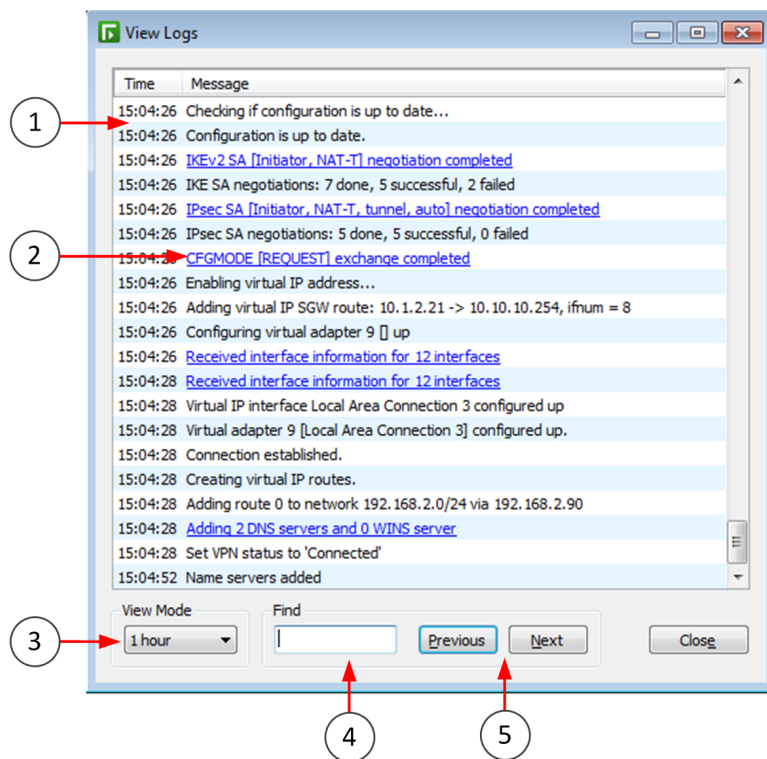 View Logs
Time Message
15:04:26 Checking if configuration is up to date...
15:04:26 Configuration is up to date.
15:04:26 IKEv2 SA [Initiator, NAT-T] negotiation completed
15:04:26 IKE SA negotiations: 7 done, 5 successful, 2 failed
15:04:26 IPsec SA [Initiator, NAT-T, tunnel, auto] negotiation completed
15:04:26 IPsec SA negotiations: 5 done, 5 successful, 0 failed
15:04:26 CFGMODE [REQUEST] exchange completed
15:04:26 Enabling virtual IP address...
15:04:26 Adding virtual IP SGW route: 10.1.2.21 -> 10.10.10.254, ifnum = 8
15:04:26 Configuring virtual adapter 9 [] up
15:04:26 Received interface information for 12 interfaces
15:04:28 Received interface information for 12 interfaces
15:04:28 Virtual IP interface Local Area Connection 3 configured up
15:04:28 Virtual adapter 9 [Local Area Connection 3] configured up.
15:04:28 Connection established.
15:04:28 Creating virtual IP routes.
15:04:28 Adding route 0 to network 192.168.2.0/24 via 192.168.2.90
15:04:28 Adding 2 DNS servers and 0 WINS server
15:04:28 Set VPN status to 'Connected'
15:04:52 Name servers added
View Mode Find
1 hour Previous Next Close
1
2
3
4
5